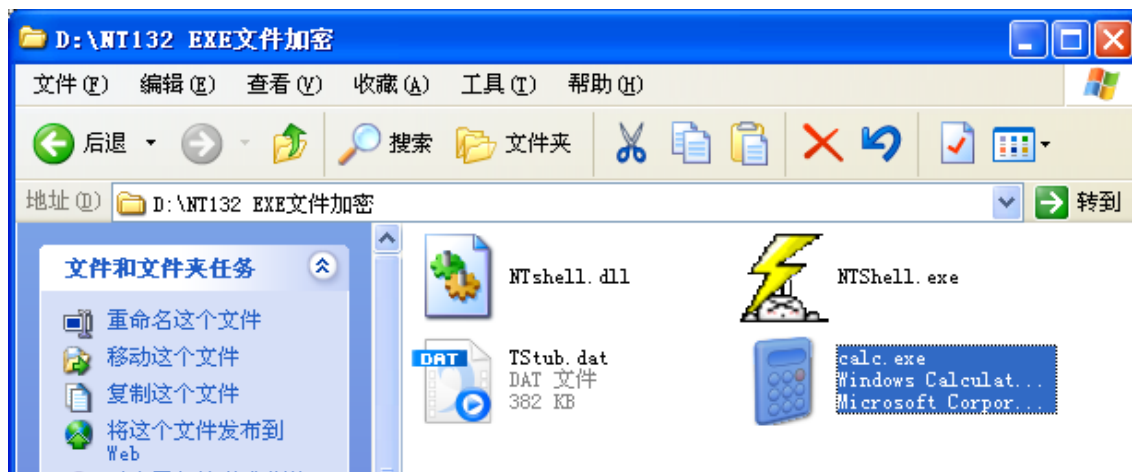 D:\NT132 EXE文件加密
文件(F) 编辑(E) 查看(V) 收藏(A) 工具(T) 帮助(H)
后退 搜索 文件夹
地址(D) D:\NT132 EXE文件加密 转到
文件和文件夹任务
重命名这个文件
移动这个文件
复制这个文件
将这个文件发布到
Web
NTshell.dll
NTShell.exe
DAT
TStub.dat
DAT 文件
382 KB
calc.exe
Windows Calculat...
Microsoft Corpor...